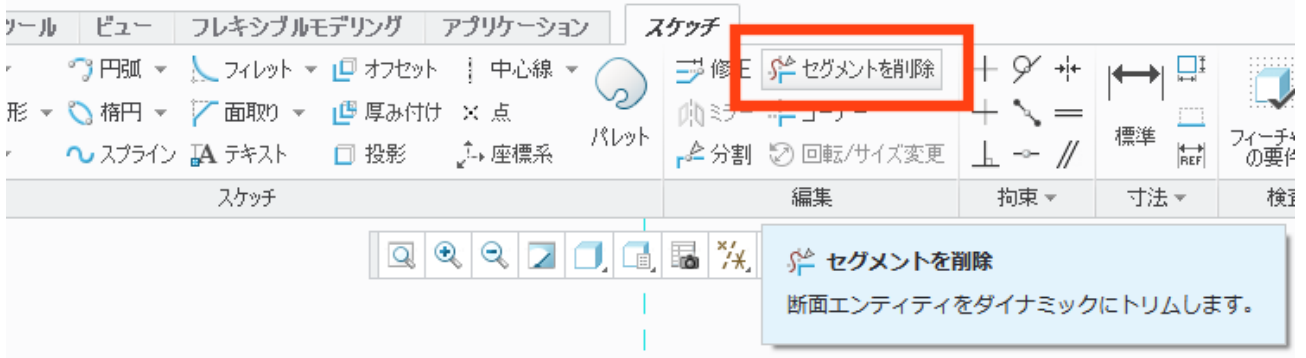 ツール ビュー フレキシブルモデリング アプリケーション スケッチ
円弧 フィレット オフセット 中心線 修正 セグメントを削除
形 楕円 面取り 厚み付け 点 ミラー コーナー
スプライン A テキスト 投影 座標系 パレット 分割 回転/サイズ変更 標準 REF フィーチャ
の要件
スケッチ 編集 拘束 寸法 検査
セグメントを削除
断面エンティティをダイナミックにトリムします。